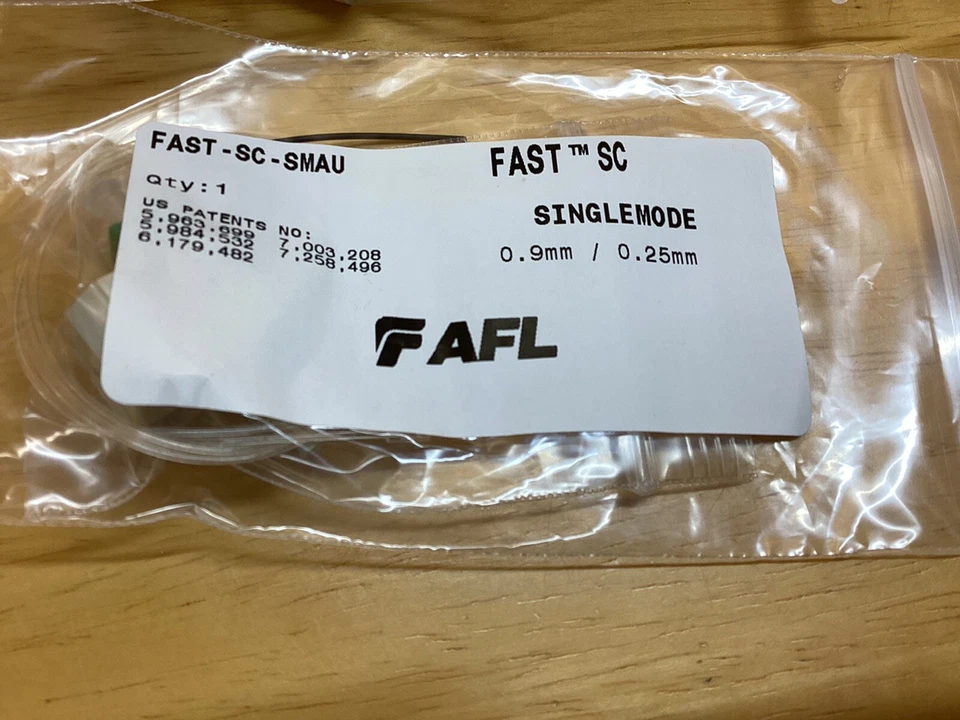 FAST-SC-SMAU
Qty:1
US PATENTS NO:
5,963,699 7,003,208
5,984,532 7,258,496
6,179,482
FAST™ SC
SINGLEMODE
0.9mm / 0.25mm
AFL